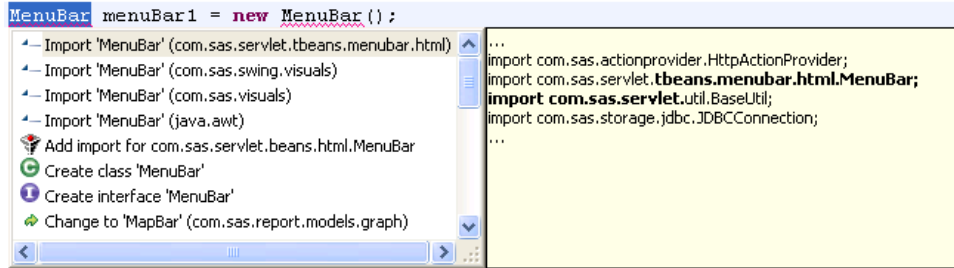 MenuBar menuBar1 = new MenuBar();
Import 'MenuBar' (com.sas.servlet.tbeans.menubar.html)
Import 'MenuBar' (com.sas.swing.visuals)
Import 'MenuBar' (com.sas.visuals)
Import 'MenuBar' (java.awt)
Add import for com.sas.servlet.beans.html.MenuBar
Create class 'MenuBar'
Create interface 'MenuBar'
Change to 'MapBar' (com.sas.report.models.graph)
...
import com.sas.actionprovider.HttpActionProvider;
import com.sas.servlet.tbeans.menubar.html.MenuBar;
import com.sas.servlet.util.BaseUtil;
import com.sas.storage.jdbc.JDBCConnection;
...